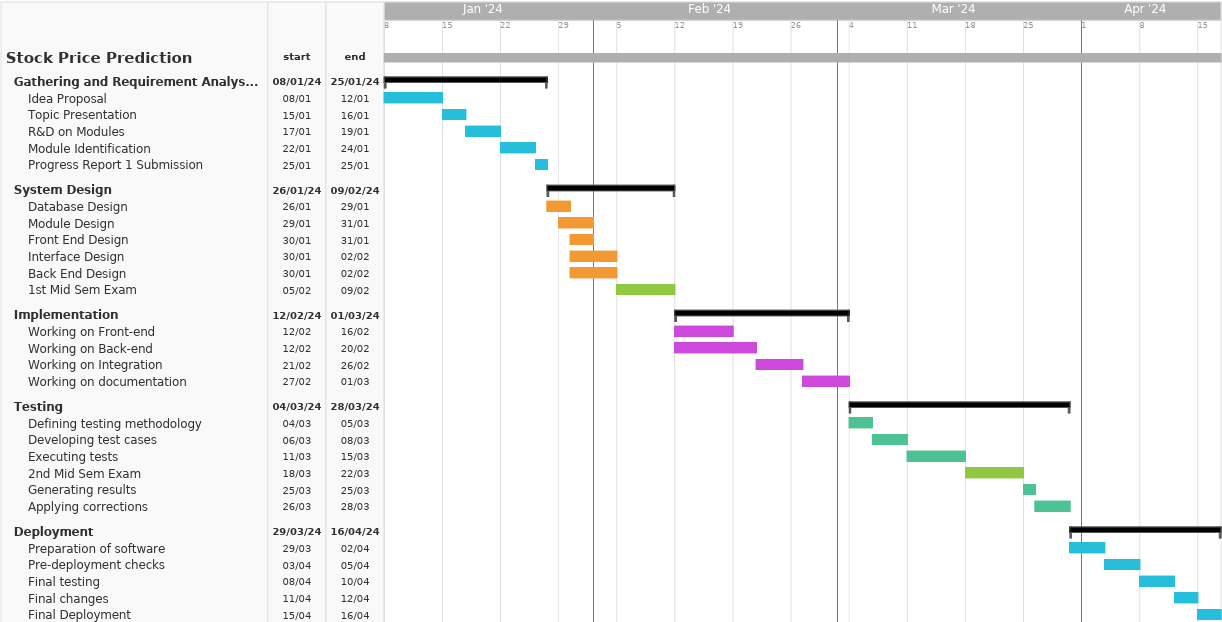 Jan '24 Feb '24 Mar '24 Apr '24
8 15 22 29 5 12 19 26 4 11 18 25 1 8 15
Stock Price Prediction start end
Gathering and Requirement Analys... 08/01/24 25/01/24
Idea Proposal 08/01 12/01
Topic Presentation 15/01 16/01
R&D on Modules 17/01 19/01
Module Identification 22/01 24/01
Progress Report 1 Submission 25/01 25/01
System Design 26/01/24 09/02/24
Database Design 26/01 29/01
Module Design 29/01 31/01
Front End Design 30/01 31/01
Interface Design 30/01 02/02
Back End Design 30/01 02/02
1st Mid Sem Exam 05/02 09/02
Implementation 12/02/24 01/03/24
Working on Front-end 12/02 16/02
Working on Back-end 12/02 20/02
Working on Integration 21/02 26/02
Working on documentation 27/02 01/03
Testing 04/03/24 28/03/24
Defining testing methodology 04/03 05/03
Developing test cases 06/03 08/03
Executing tests 11/03 15/03
2nd Mid Sem Exam 18/03 22/03
Generating results 25/03 25/03
Applying corrections 26/03 28/03
Deployment 29/03/24 16/04/24
Preparation of software 29/03 02/04
Pre-deployment checks 03/04 05/04
Final testing 08/04 10/04
Final changes 11/04 12/04
Final Deployment 15/04 16/04